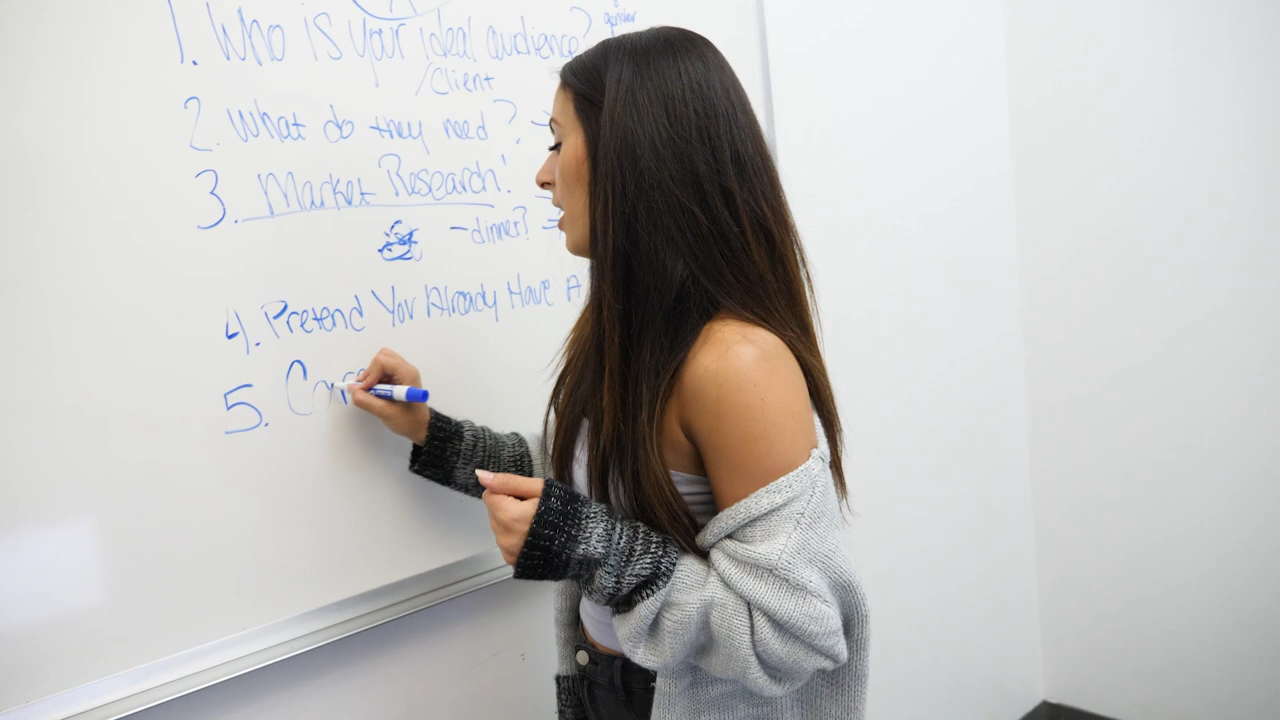 1. Who is your ideal audience? gender
/Client
2. What do they need?
3. Market Research!
- dinner?
4. Pretend You Already Have A
5.